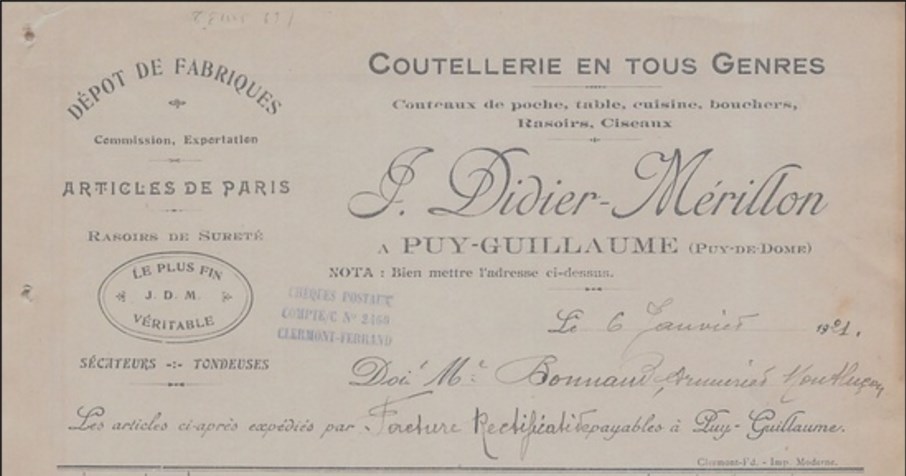 DÉPOT DE FABRIQUES
Commission, Exportation
ARTICLES DE PARIS
RASOIRS DE SURETÉ
LE PLUS FIN
J. D. M.
VÉRITABLE
SÉCATEURS -:- TONDEUSES
COUTELLERIE EN TOUS GENRES
Couteaux de poche, table, cuisine, bouchers,
Rasoirs, Ciseaux
J. Didier-Mérillon
A PUY-GUILLAUME (PUY-DE-DOME)
NOTA : Bien mettre l'adresse ci-dessus.
CHÈQUES POSTAUX
COMPTE/C N° 2468
CLERMONT-FERRAND
Le 6 Janvier 1921.
Doit Mr Bonnaud, Armurier Montluçon
Les articles ci-après expédiés par Facture Rectificative payables à Puy-Guillaume.
Clermont-Fd. - Imp. Moderne.